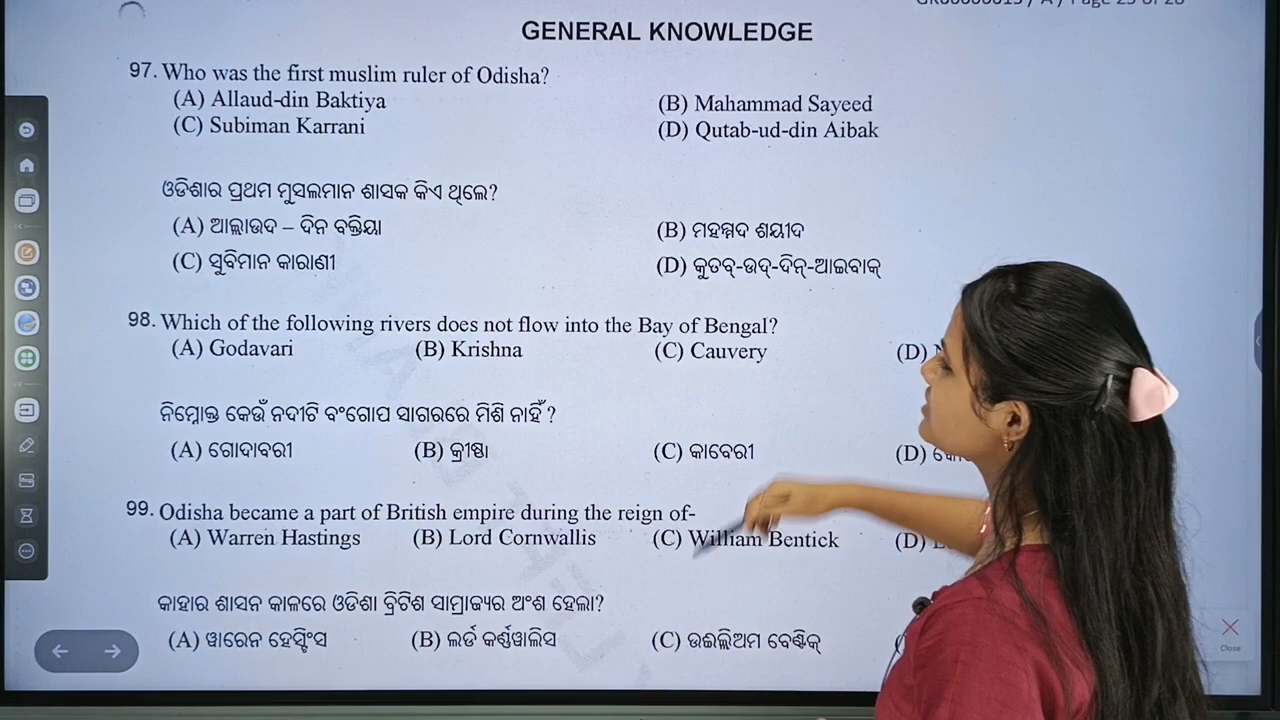 GENERAL KNOWLEDGE
97. Who was the first muslim ruler of Odisha?
(A) Allaud-din Baktiya (B) Mahammad Sayeed
(C) Subiman Karrani (D) Qutab-ud-din Aibak
ଓଡିଶାର ପ୍ରଥମ ମୁସଲମାନ ଶାସକ କିଏ ଥିଲେ?
(A) ଆଲ୍ଲାଉଦ – ଦିନ ବକ୍ତିୟା (B) ମହମ୍ମଦ ଶୟୀଦ
(C) ସୁବିମାନ କାରାଣୀ (D) କୁତବ୍-ଉଦ୍-ଦିନ୍-ଆଇବାକ୍
98. Which of the following rivers does not flow into the Bay of Bengal?
(A) Godavari (B) Krishna (C) Cauvery (D)
ନିମ୍ନୋକ୍ତ କେଉଁ ନଦୀଟି ବଂଗୋପ ସାଗରରେ ମିଶି ନାହିଁ ?
(A) ଗୋଦାବରୀ (B) କ୍ରୀଷ୍ଣା (C) କାବେରୀ (D)
99. Odisha became a part of British empire during the reign of-
(A) Warren Hastings (B) Lord Cornwallis (C) William Bentick (D)
କାହାର ଶାସନ କାଳରେ ଓଡିଶା ବ୍ରିଟିଶ ସାମ୍ରାଜ୍ୟର ଅଂଶ ହେଲା?
(A) ୱାରେନ ହେସ୍ଟିଂସ (B) ଲର୍ଡ କର୍ଣ୍ଣୱାଲିସ (C) ଉଇଲ୍ଲିଅମ ବେଣ୍ଟିକ୍
Close